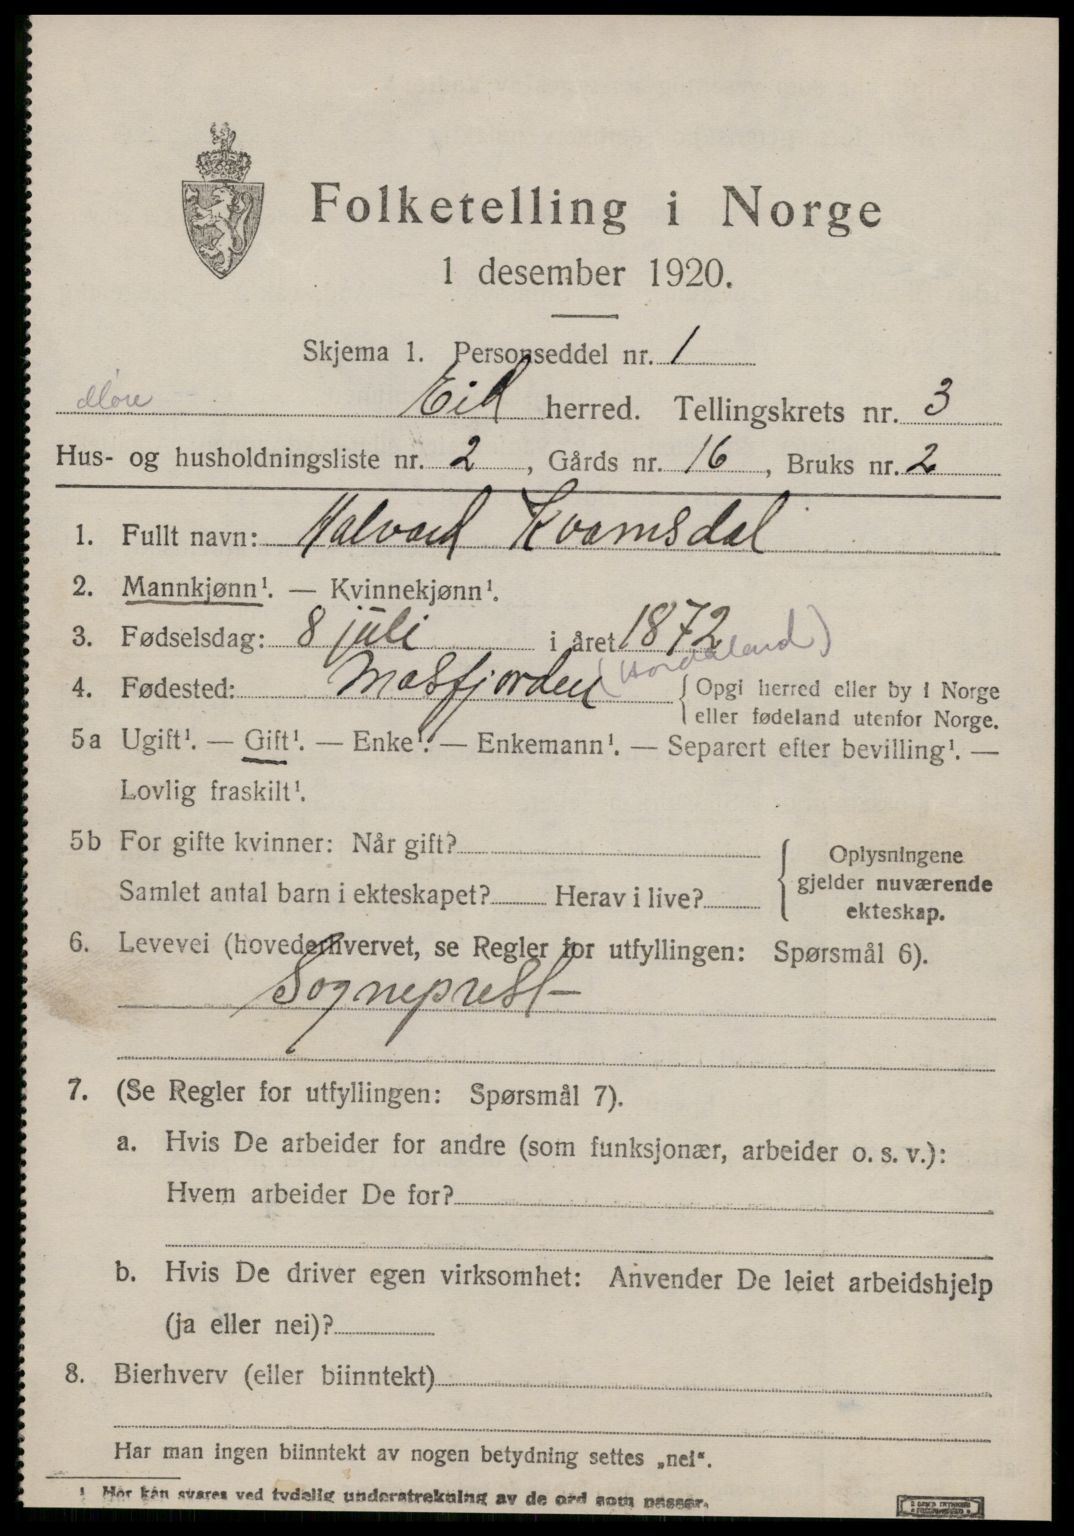 Folketelling i Norge
1 desember 1920.
Skjema 1. Personseddel nr. 1
Møre Eid herred. Tellingskrets nr. 3
Hus- og husholdningsliste nr. 2, Gårds nr. 16, Bruks nr. 2
1. Fullt navn: Halvard Kvamsdal
2. Mannkjønn¹. — Kvinnekjønn¹.
3. Fødselsdag: 8 juli i året 1872
4. Fødested: Masfjorden (Hordaland) { Opgi herred eller by i Norge
eller fødeland utenfor Norge.
5a Ugift¹. — Gift¹. — Enke¹. — Enkemann¹. — Separert efter bevilling¹. —
Lovlig fraskilt¹.
5b For gifte kvinner: Når gift?
Samlet antal barn i ekteskapet? Herav i live?
{ Oplysningene
gjelder nuværende
ekteskap.
6. Levevei (hovederhvervet, se Regler for utfyllingen: Spørsmål 6).
Sogneprest
7. (Se Regler for utfyllingen: Spørsmål 7).
a. Hvis De arbeider for andre (som funksjonær, arbeider o. s. v.):
Hvem arbeider De for?
b. Hvis De driver egen virksomhet: Anvender De leiet arbeidshjelp
(ja eller nei)?
8. Bierhverv (eller biinntekt)
Har man ingen biinntekt av nogen betydning settes „nei“.
¹ Her kan svares ved tydelig understrekning av de ord som passer.